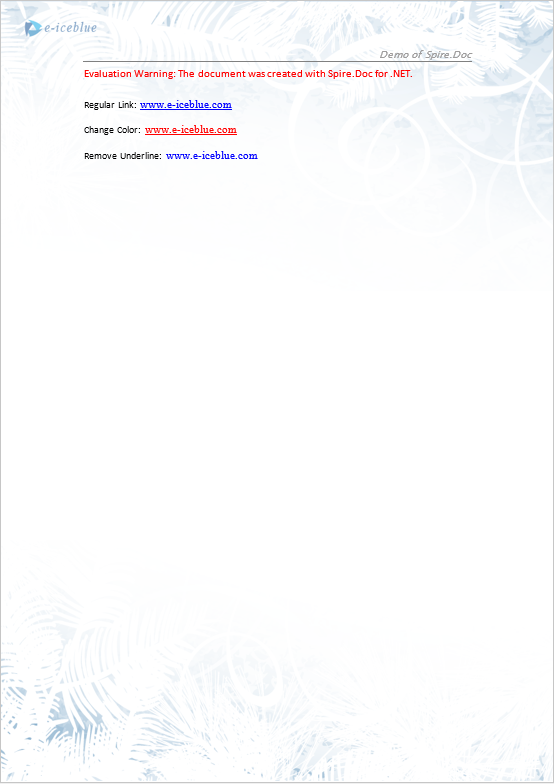 e-iceblue
Demo of Spire.Doc
Evaluation Warning: The document was created with Spire.Doc for .NET.
Regular Link: www.e-iceblue.com
Change Color: www.e-iceblue.com
Remove Underline: www.e-iceblue.com